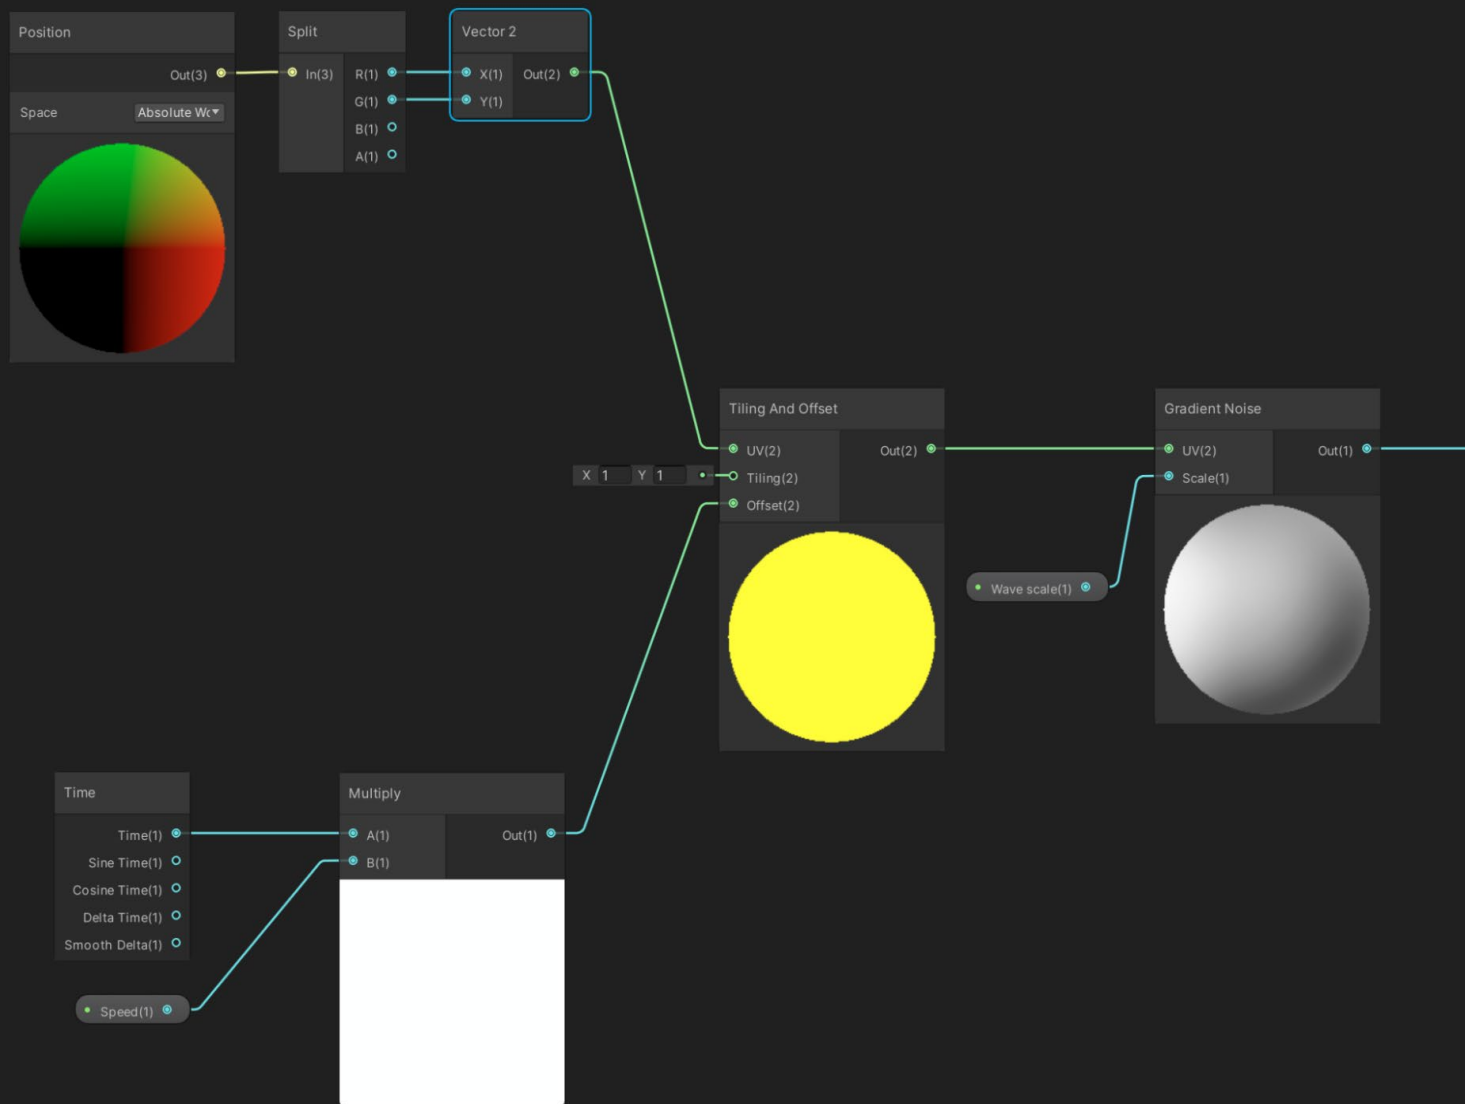 Position
Out(3)
Space
Absolute Wc
Split
In(3)
R(1)
G(1)
B(1)
A(1)
Vector 2
X(1)
Out(2)
Y(1)
Tiling And Offset
UV(2)
Out(2)
X 1 Y 1
Tiling(2)
Offset(2)
Gradient Noise
UV(2)
Out(1)
Scale(1)
Wave scale(1)
Time
Time(1)
Sine Time(1)
Cosine Time(1)
Delta Time(1)
Smooth Delta(1)
Speed(1)
Multiply
A(1)
Out(1)
B(1)